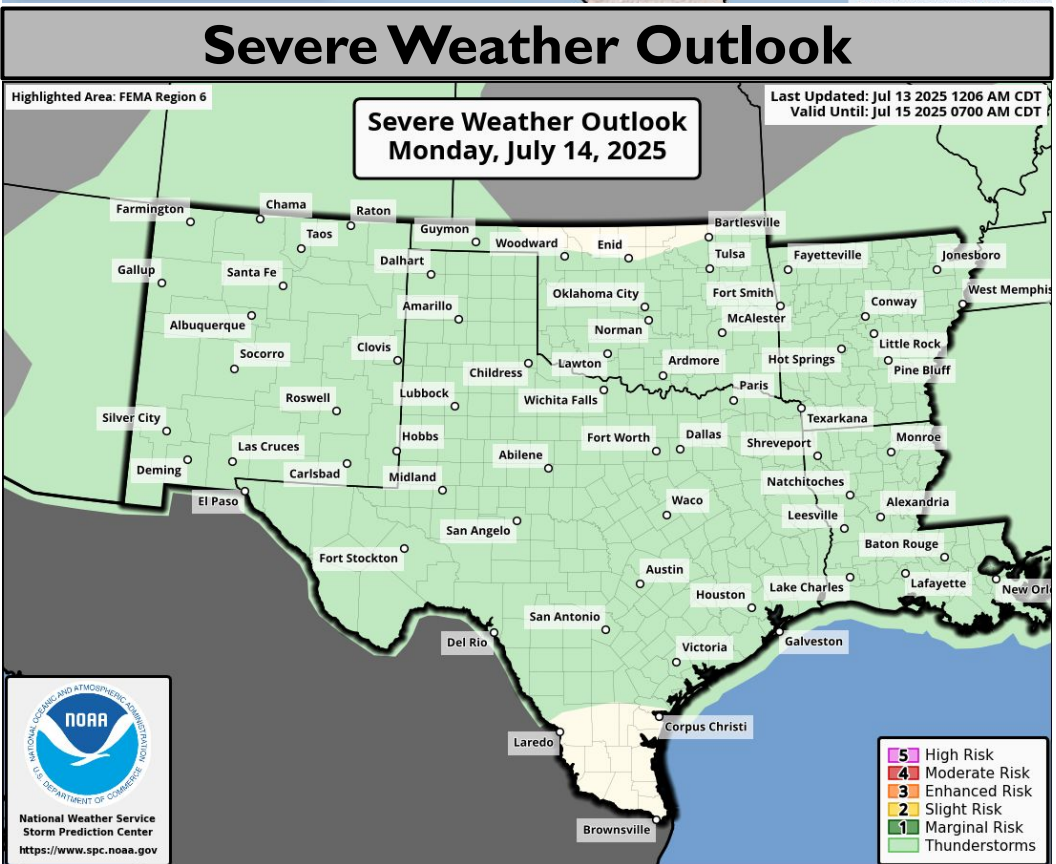 Severe Weather Outlook
Highlighted Area: FEMA Region 6
Last Updated: Jul 13 2025 1206 AM CDT
Valid Until: Jul 15 2025 0700 AM CDT
Severe Weather Outlook
Monday, July 14, 2025
Farmington
Chama
Raton
Taos
Guymon
Woodward
Enid
Bartlesville
Gallup
Santa Fe
Dalhart
Tulsa
Fayetteville
Jonesboro
Albuquerque
Amarillo
Oklahoma City
Fort Smith
Conway
West Memphis
Socorro
Clovis
Norman
McAlester
Little Rock
Childress
Lawton
Ardmore
Hot Springs
Pine Bluff
Roswell
Lubbock
Wichita Falls
Paris
Silver City
Texarkana
Las Cruces
Hobbs
Fort Worth
Dallas
Shreveport
Monroe
Deming
Carlsbad
Midland
Abilene
Natchitoches
El Paso
Waco
Leesville
Alexandria
San Angelo
Baton Rouge
Fort Stockton
Austin
Lake Charles
Lafayette
New Orl
Houston
San Antonio
Del Rio
Victoria
Galveston
Laredo
Corpus Christi
Brownsville
NATIONAL OCEANIC AND ATMOSPHERIC ADMINISTRATION
NOAA
U.S. DEPARTMENT OF COMMERCE
National Weather Service
Storm Prediction Center
https://www.spc.noaa.gov
5 High Risk
4 Moderate Risk
3 Enhanced Risk
2 Slight Risk
1 Marginal Risk
Thunderstorms